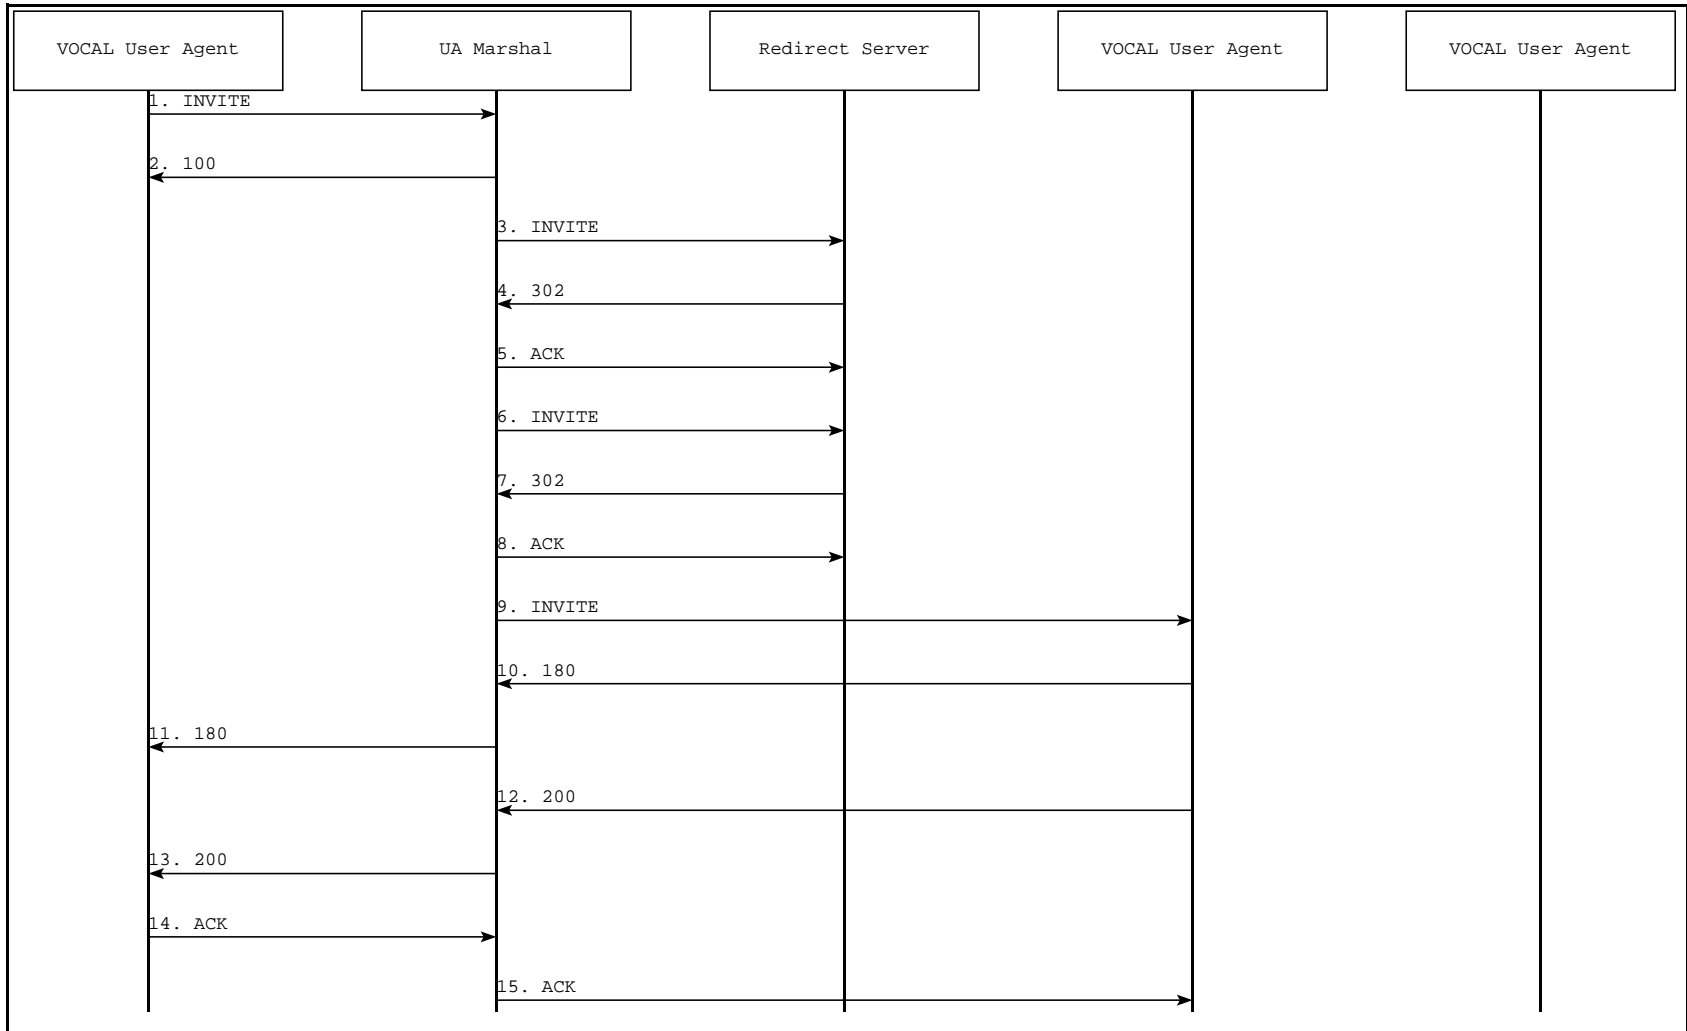 VOCAL User Agent
UA Marshal
Redirect Server
VOCAL User Agent
VOCAL User Agent
1. INVITE
2. 100
3. INVITE
4. 302
5. ACK
6. INVITE
7. 302
8. ACK
9. INVITE
10. 180
11. 180
12. 200
13. 200
14. ACK
15. ACK